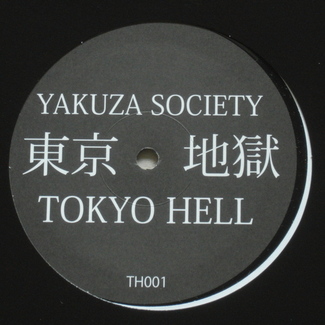 YAKUZA SOCIETY
東京 地獄
TOKYO HELL
TH001